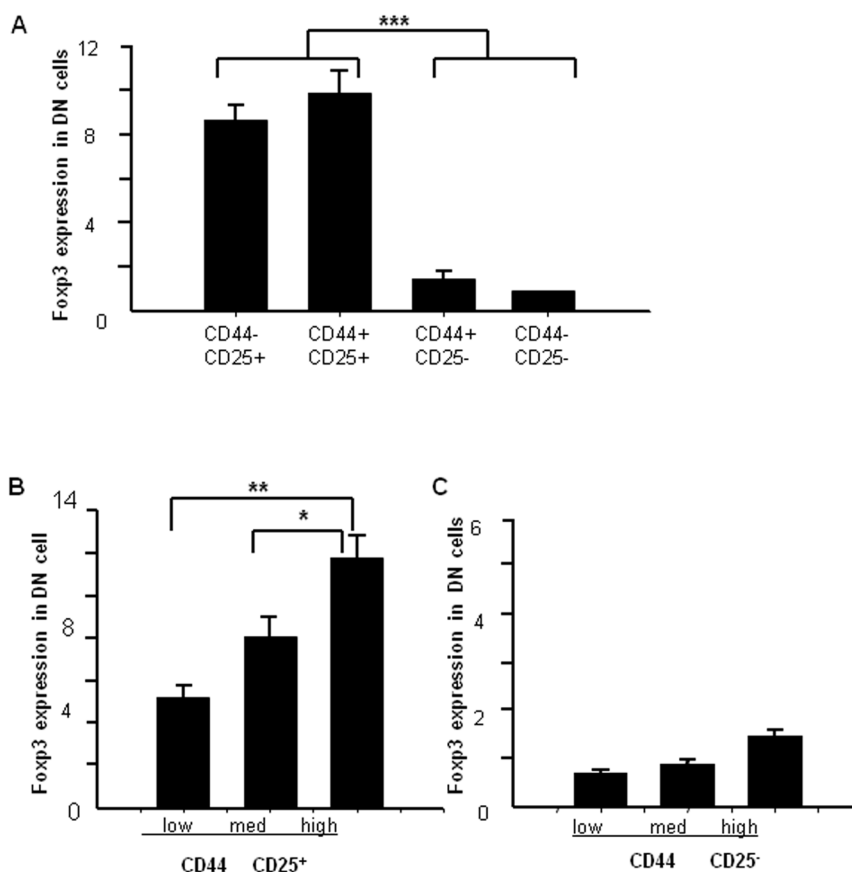 A
***
12
8
4
0
Foxp3 expression in DN cells
CD44- CD44+ CD44+ CD44-
CD25+ CD25+ CD25- CD25-
B
**
*
14
8
4
0
Foxp3 expression in DN cell
low med high
CD44 CD25⁺
C
6
4
2
0
Foxp3 expression in DN cells
low med high
CD44 CD25⁻